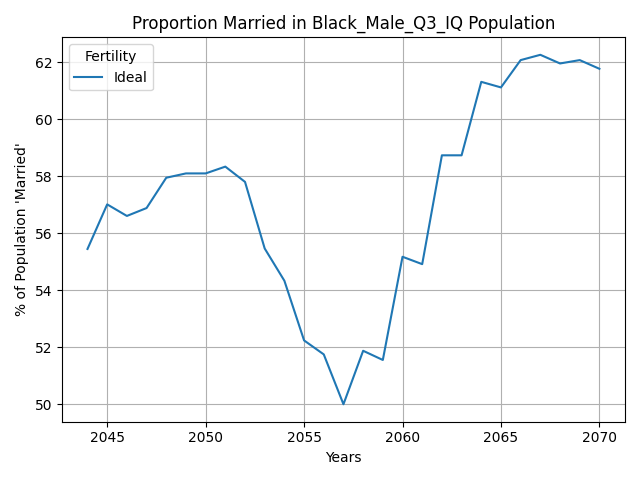 Proportion Married in Black_Male_Q3_IQ Population
Fertility
Ideal
% of Population 'Married'
62
60
58
56
54
52
50
2045
2050
2055
2060
2065
2070
Years